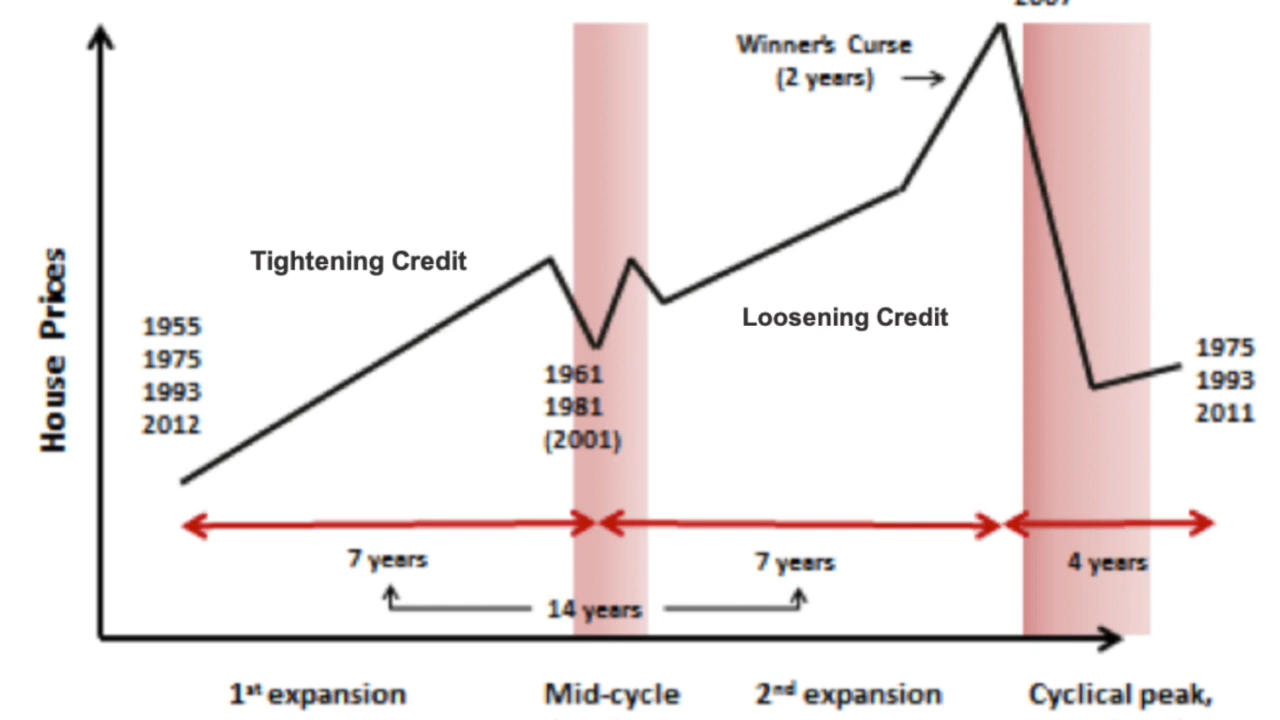 2007
Winner's Curse
(2 years)
House Prices
Tightening Credit
Loosening Credit
1955
1975
1993
2012
1961
1981
(2001)
1975
1993
2011
7 years
7 years
4 years
14 years
1st expansion
Mid-cycle
2nd expansion
Cyclical peak,